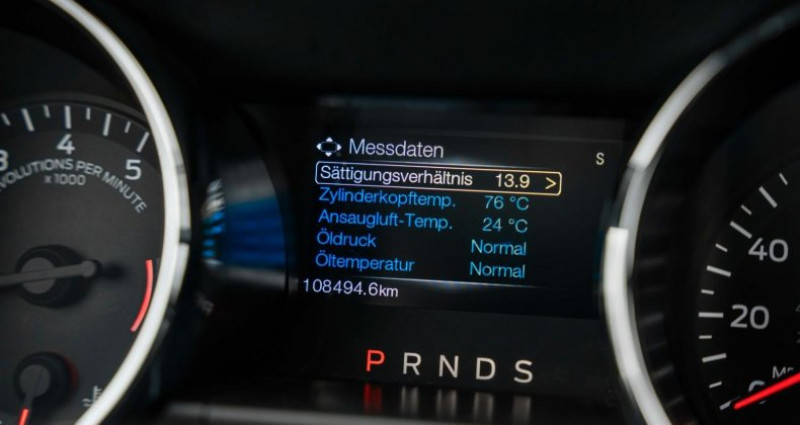 3 4 5
REVOLUTIONS PER MINUTE
x1000
Messdaten
S
Sättigungsverhältnis 13.9 >
Zylinderkopftemp. 76 °C
Ansaugluft-Temp. 24 °C
Öldruck Normal
Öltemperatur Normal
108494.6km
P R N D S
40
20